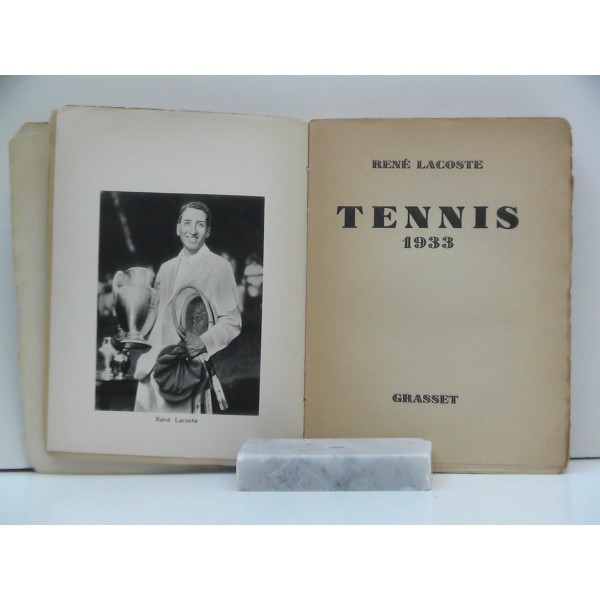 René Lacoste
RENÉ LACOSTE
TENNIS
1933
GRASSET